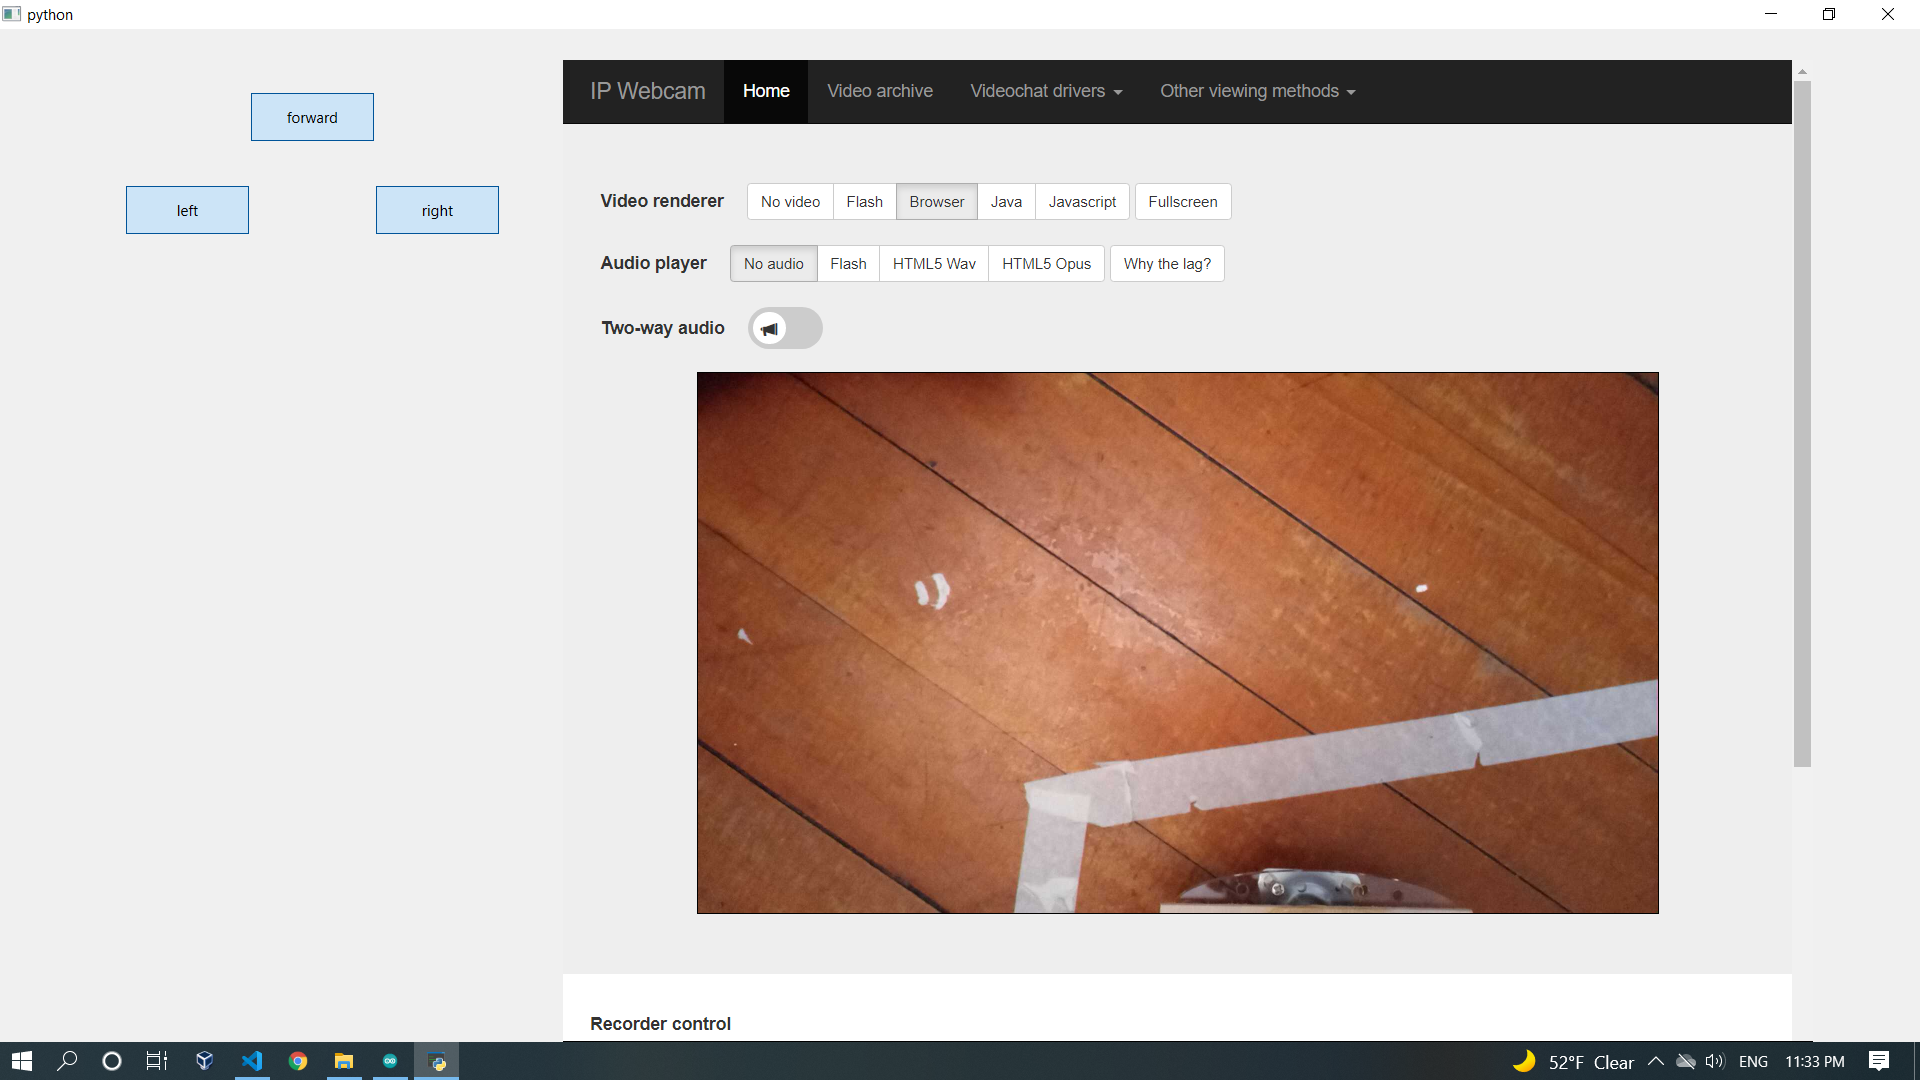 python
forward
left
right
IP Webcam Home Video archive Videochat drivers Other viewing methods
Video renderer No video Flash Browser Java Javascript Fullscreen
Audio player No audio Flash HTML5 Wav HTML5 Opus Why the lag?
Two-way audio
Recorder control
52°F Clear ENG 11:33 PM